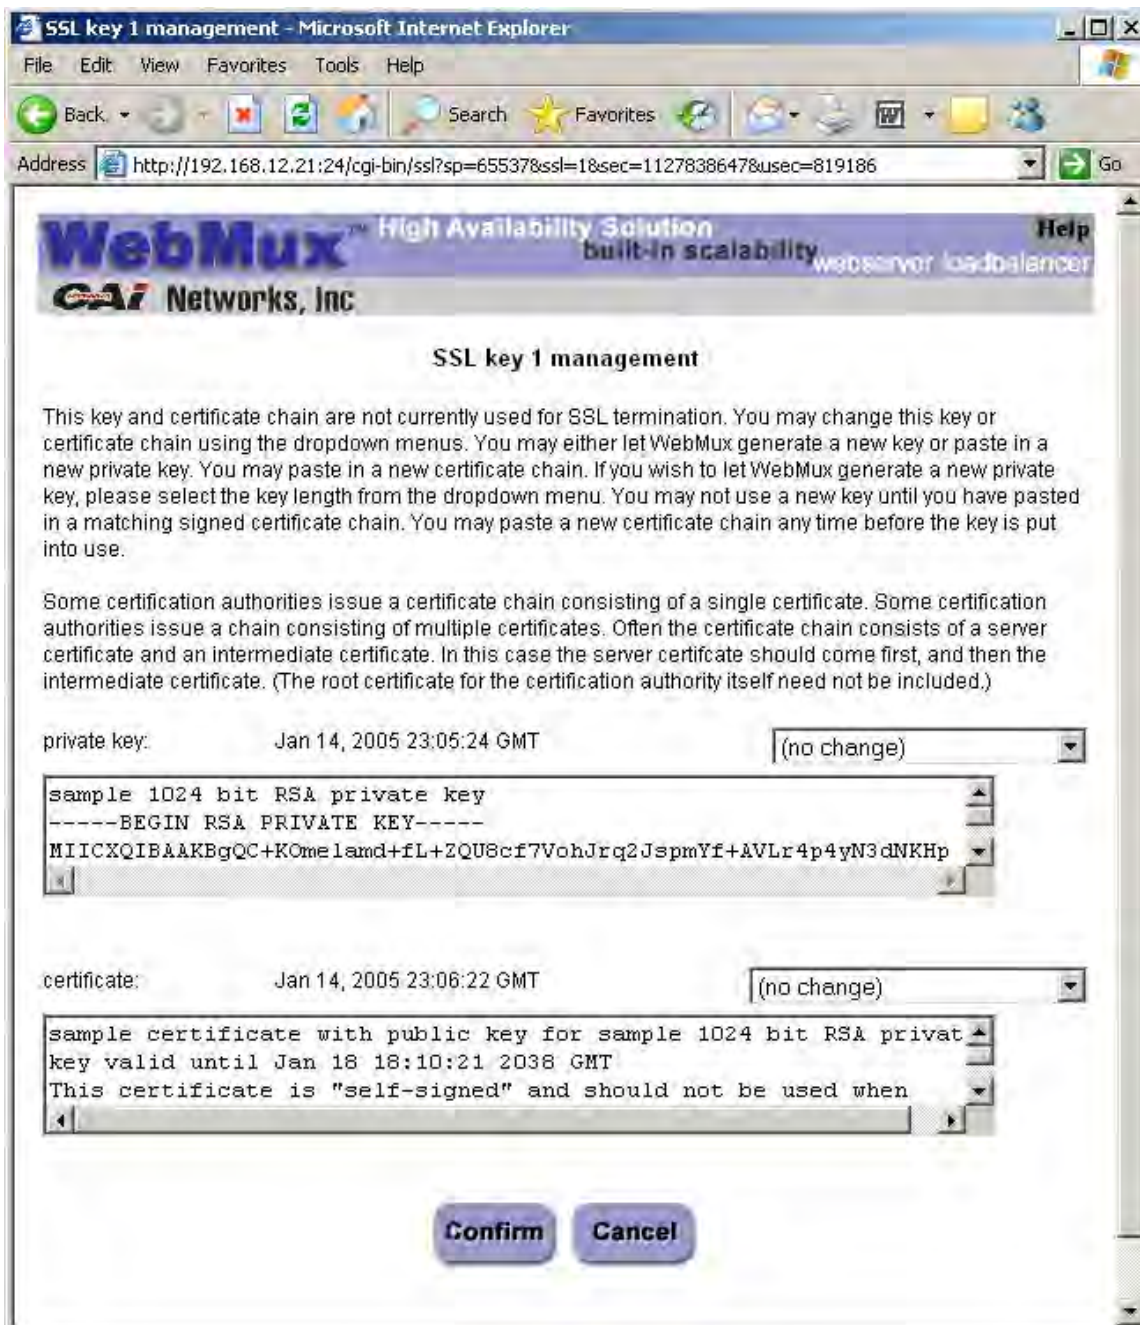 SSL key 1 management - Microsoft Internet Explorer
File Edit View Favorites Tools Help
Back Search Favorites
Address http://192.168.12.21:24/cgi-bin/ssl?sp=65537&ssl=1&sec=1127838647&usec=819186 Go
WebMux™ High Availability Solution Help
built-in scalability
webserver loadbalancer
CAI Networks, Inc
SSL key 1 management
This key and certificate chain are not currently used for SSL termination. You may change this key or
certificate chain using the dropdown menus. You may either let WebMux generate a new key or paste in a
new private key. You may paste in a new certificate chain. If you wish to let WebMux generate a new private
key, please select the key length from the dropdown menu. You may not use a new key until you have pasted
in a matching signed certificate chain. You may paste a new certificate chain any time before the key is put
into use.
Some certification authorities issue a certificate chain consisting of a single certificate. Some certification
authorities issue a chain consisting of multiple certificates. Often the certificate chain consists of a server
certificate and an intermediate certificate. In this case the server certifcate should come first, and then the
intermediate certificate. (The root certificate for the certification authority itself need not be included.)
private key: Jan 14, 2005 23:05:24 GMT (no change)
sample 1024 bit RSA private key
-----BEGIN RSA PRIVATE KEY-----
MIICXQIBAAKBgQC+KOmelamd+fL+ZQU8cf7VohJrq2JspmYf+AVLr4p4yN3dNKHp
certificate: Jan 14, 2005 23:06:22 GMT (no change)
sample certificate with public key for sample 1024 bit RSA privat
key valid until Jan 18 18:10:21 2038 GMT
This certificate is "self-signed" and should not be used when
Confirm Cancel